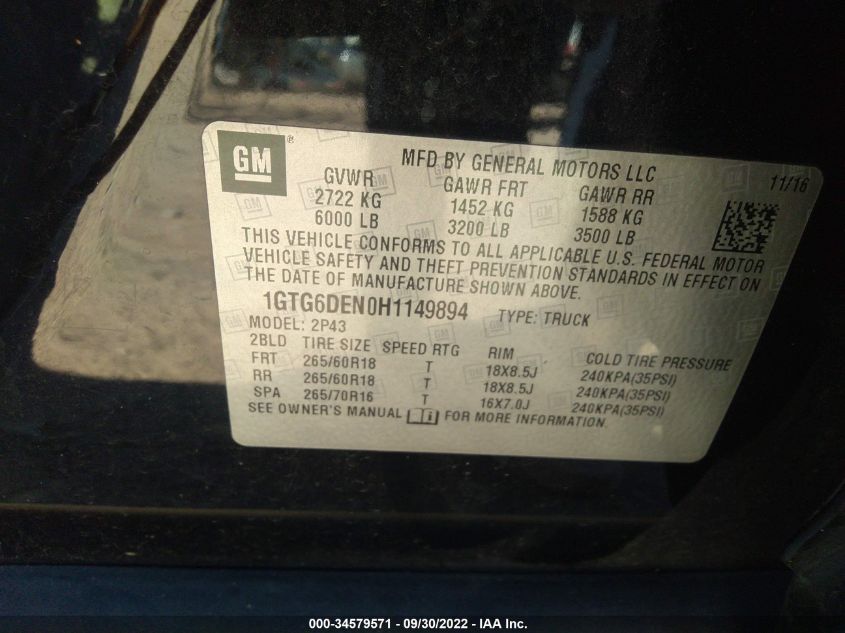 GM ®
MFD BY GENERAL MOTORS LLC
11/16
GVWR GAWR FRT GAWR RR
2722 KG 1452 KG 1588 KG
6000 LB 3200 LB 3500 LB
THIS VEHICLE CONFORMS TO ALL APPLICABLE U.S. FEDERAL MOTOR
VEHICLE SAFETY AND THEFT PREVENTION STANDARDS IN EFFECT ON
THE DATE OF MANUFACTURE SHOWN ABOVE.
1GTG6DEN0H1149894 TYPE: TRUCK
MODEL: 2P43
2BLD TIRE SIZE SPEED RTG RIM COLD TIRE PRESSURE
FRT 265/60R18 T 18X8.5J 240KPA(35PSI)
RR 265/60R18 T 18X8.5J 240KPA(35PSI)
SPA 265/70R16 T 16X7.0J 240KPA(35PSI)
SEE OWNER'S MANUAL i FOR MORE INFORMATION.
000-34579571 - 09/30/2022 - IAA Inc.